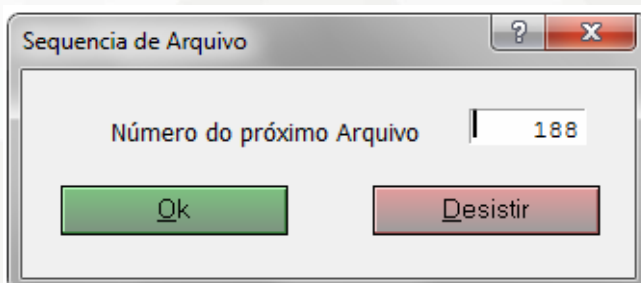 Sequencia de Arquivo
Número do próximo Arquivo 188
Ok Desistir